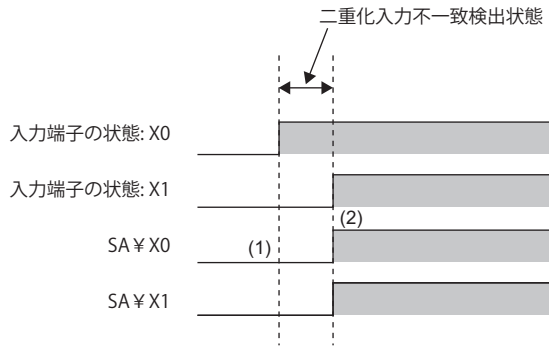 二重化入力不一致検出状態
入力端子の状態: X0
入力端子の状態: X1
(2)
SA¥X0 (1)
SA¥X1